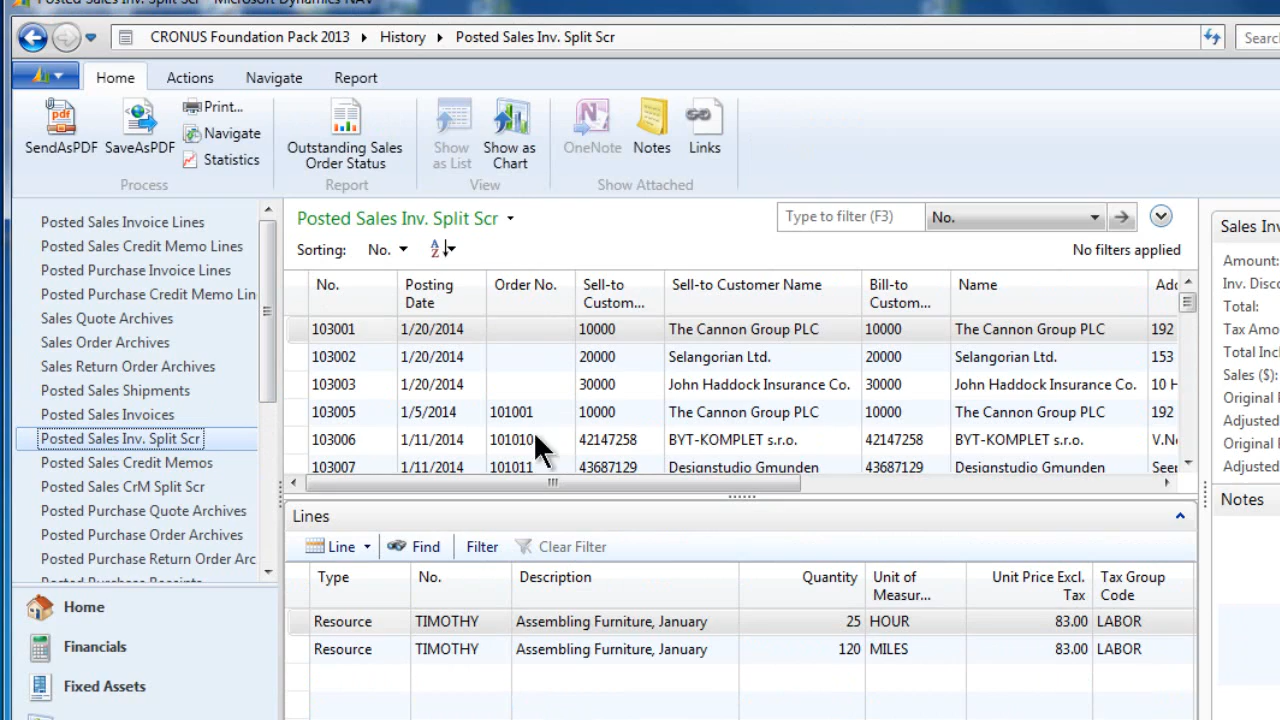 Posted Sales Inv. Split Scr - Microsoft Dynamics NAV
CRONUS Foundation Pack 2013 History Posted Sales Inv. Split Scr
Searc
Home Actions Navigate Report
SendAsPDF SaveAsPDF Print...
Navigate
Statistics
Process
Outstanding Sales Order Status
Report
Show as List Show as Chart
View
OneNote Notes Links
Show Attached
Posted Sales Invoice Lines
Posted Sales Credit Memo Lines
Posted Purchase Invoice Lines
Posted Purchase Credit Memo Lin
Sales Quote Archives
Sales Order Archives
Sales Return Order Archives
Posted Sales Shipments
Posted Sales Invoices
Posted Sales Inv. Split Scr
Posted Sales Credit Memos
Posted Sales CrM Split Scr
Posted Purchase Quote Archives
Posted Purchase Order Archives
Posted Purchase Return Order Arc
Posted Purchase Receipts
Home
Financials
Fixed Assets
Posted Sales Inv. Split Scr
Type to filter (F3) No.
Sorting: No. A Z
No filters applied
No. Posting Date Order No. Sell-to Custom... Sell-to Customer Name Bill-to Custom... Name Adc
103001 1/20/2014 10000 The Cannon Group PLC 10000 The Cannon Group PLC 192
103002 1/20/2014 20000 Selangorian Ltd. 20000 Selangorian Ltd. 153
103003 1/20/2014 30000 John Haddock Insurance Co. 30000 John Haddock Insurance Co. 10 H
103005 1/5/2014 101001 10000 The Cannon Group PLC 10000 The Cannon Group PLC 192
103006 1/11/2014 101010 42147258 BYT-KOMPLET s.r.o. 42147258 BYT-KOMPLET s.r.o. V.N
103007 1/11/2014 101011 43687129 Designstudio Gmunden 43687129 Designstudio Gmunden See
Lines
Line Find Filter Clear Filter
Type No. Description Quantity Unit of Measur... Unit Price Excl. Tax Tax Group Code
Resource TIMOTHY Assembling Furniture, January 25 HOUR 83.00 LABOR
Resource TIMOTHY Assembling Furniture, January 120 MILES 83.00 LABOR
Sales Inv
Amount:
Inv. Disco
Total:
Tax Amo
Total Incl
Sales ($):
Original
Adjusted
Original
Adjusted
Notes